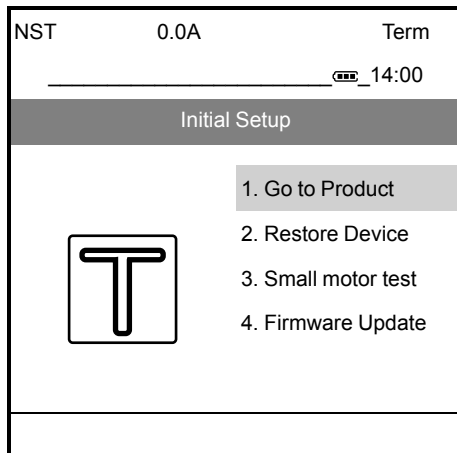 NST 0.0A Term
14:00
Initial Setup
1. Go to Product
2. Restore Device
3. Small motor test
4. Firmware Update
T